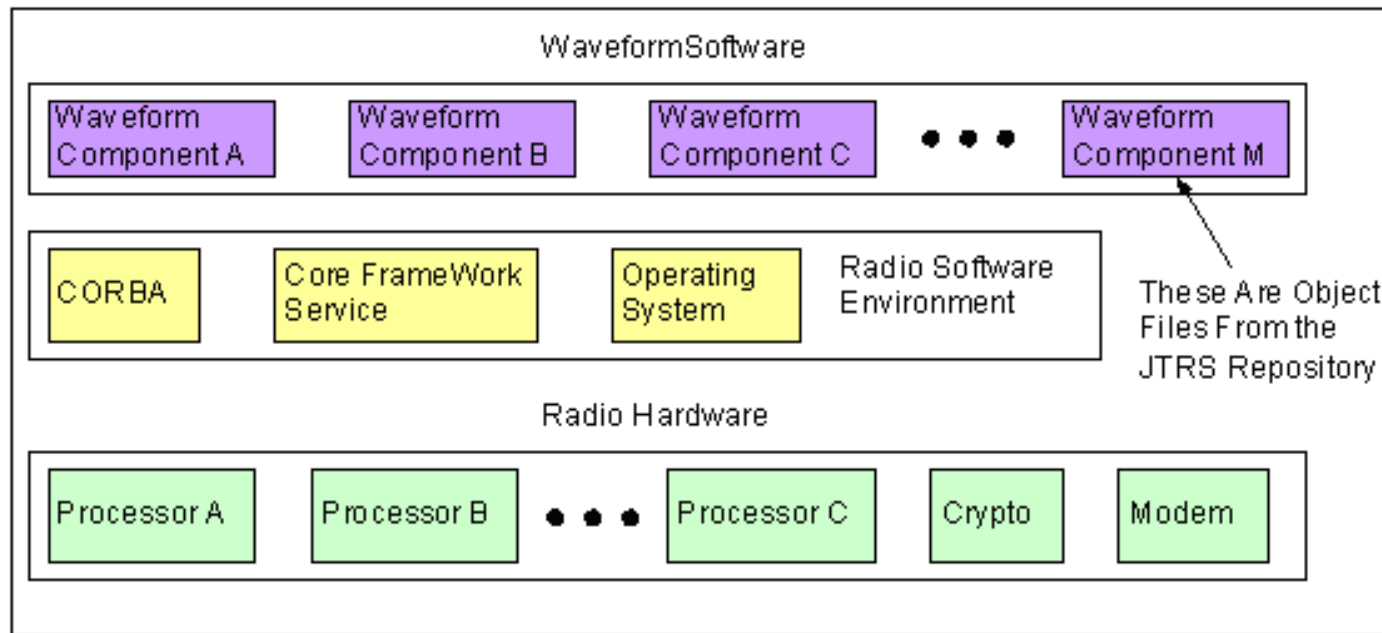 WaveformSoftware
Waveform
Component A
Waveform
Component B
Waveform
Component C
Waveform
Component M
CORBA
Core FrameWork
Service
Operating
System
Radio Software
Environment
These Are Object
Files From the
JTRS Repository
Radio Hardware
Processor A
Processor B
Processor C
Crypto
Modem